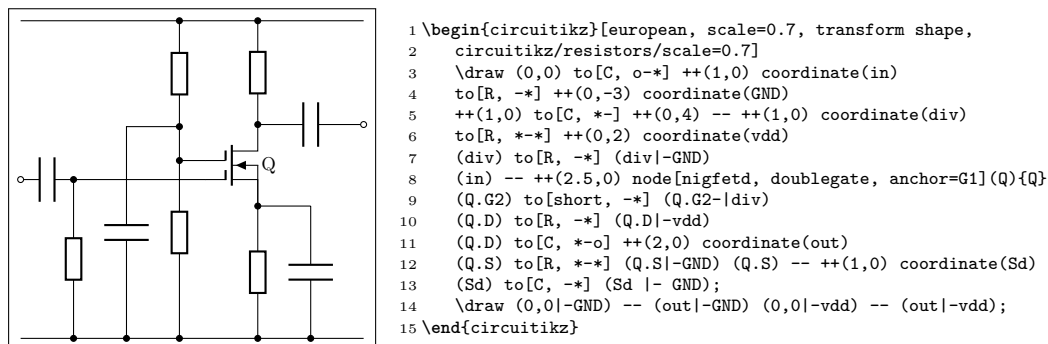 Q
1 \begin{circuitikz}[european, scale=0.7, transform shape,
2     circuitikz/resistors/scale=0.7]
3     \draw (0,0) to[C, o-*] ++(1,0) coordinate(in)
4     to[R, -*] ++(0,-3) coordinate(GND)
5     ++(1,0) to[C, *-] ++(0,4) -- ++(1,0) coordinate(div)
6     to[R, *-*] ++(0,2) coordinate(vdd)
7     (div) to[R, -*] (div|-GND)
8     (in) -- ++(2.5,0) node[nigfetd, doublegate, anchor=G1](Q){Q}
9     (Q.G2) to[short, -*] (Q.G2-|div)
10     (Q.D) to[R, -*] (Q.D|-vdd)
11     (Q.D) to[C, *-o] ++(2,0) coordinate(out)
12     (Q.S) to[R, *-*] (Q.S|-GND) (Q.S) -- ++(1,0) coordinate(Sd)
13     (Sd) to[C, -*] (Sd |- GND);
14     \draw (0,0|-GND) -- (out|-GND) (0,0|-vdd) -- (out|-vdd);
15 \end{circuitikz}